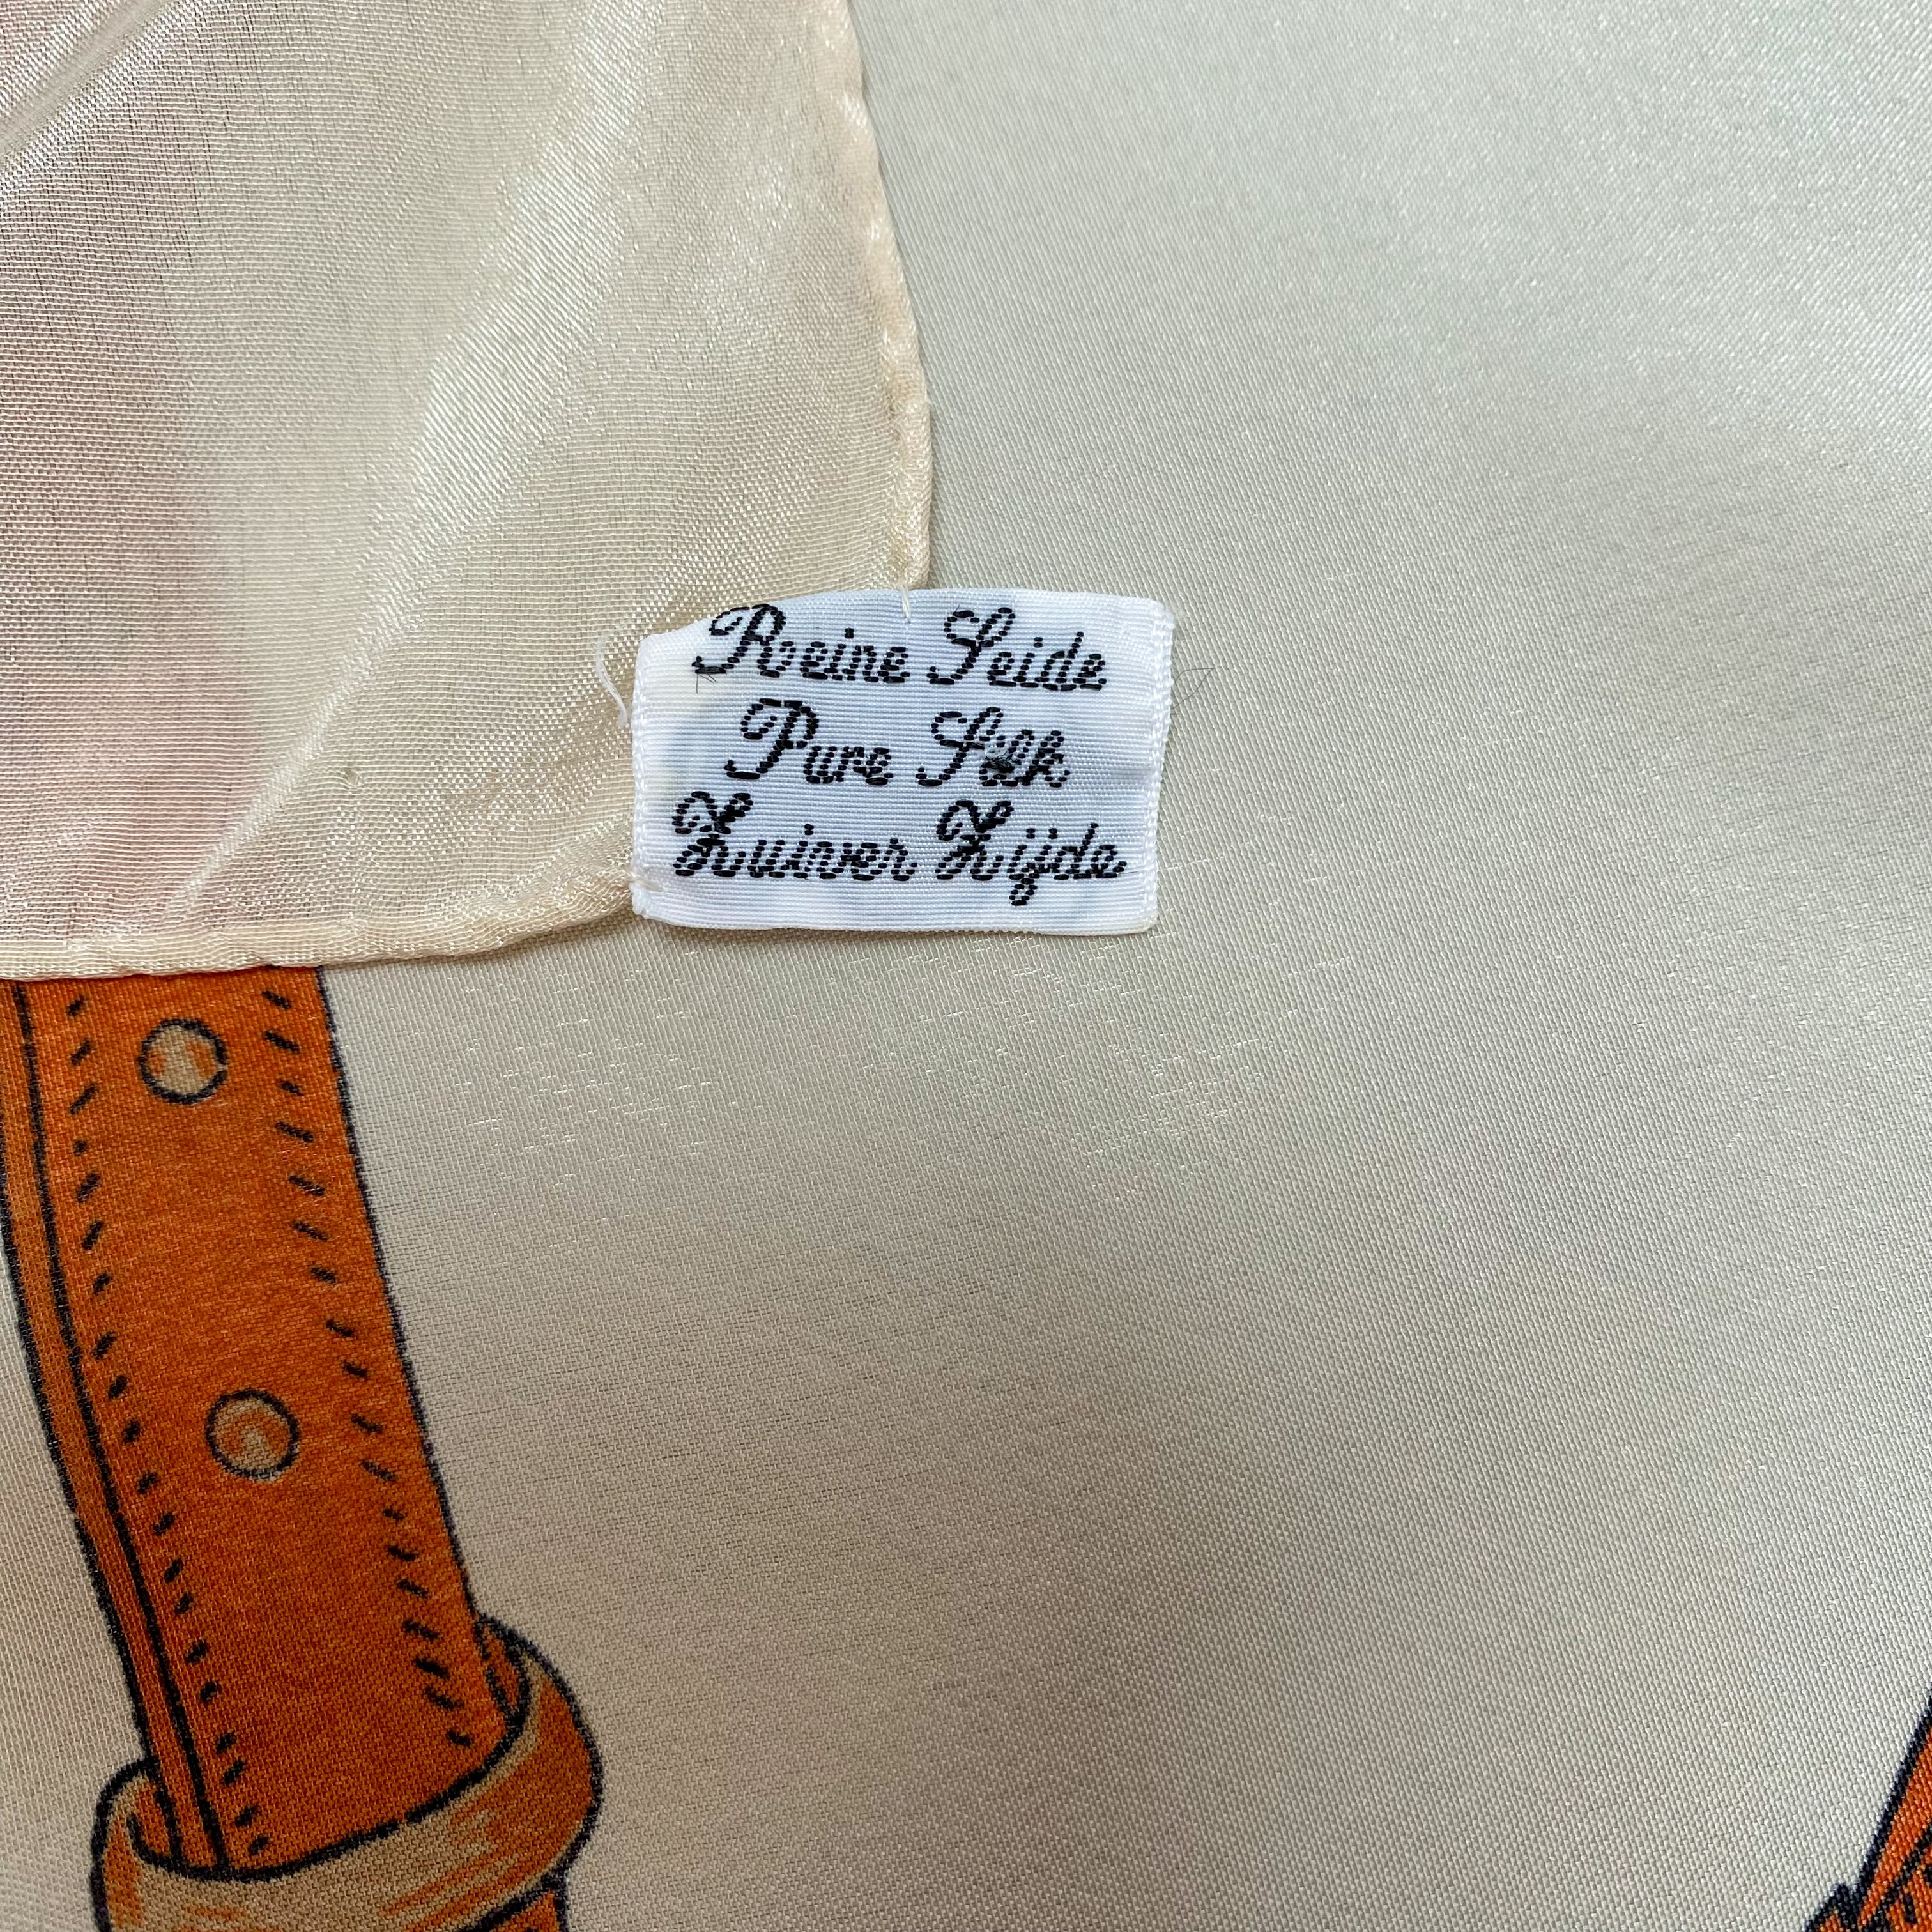 Reine Seide
Pure Silk
Zuiver Zijde